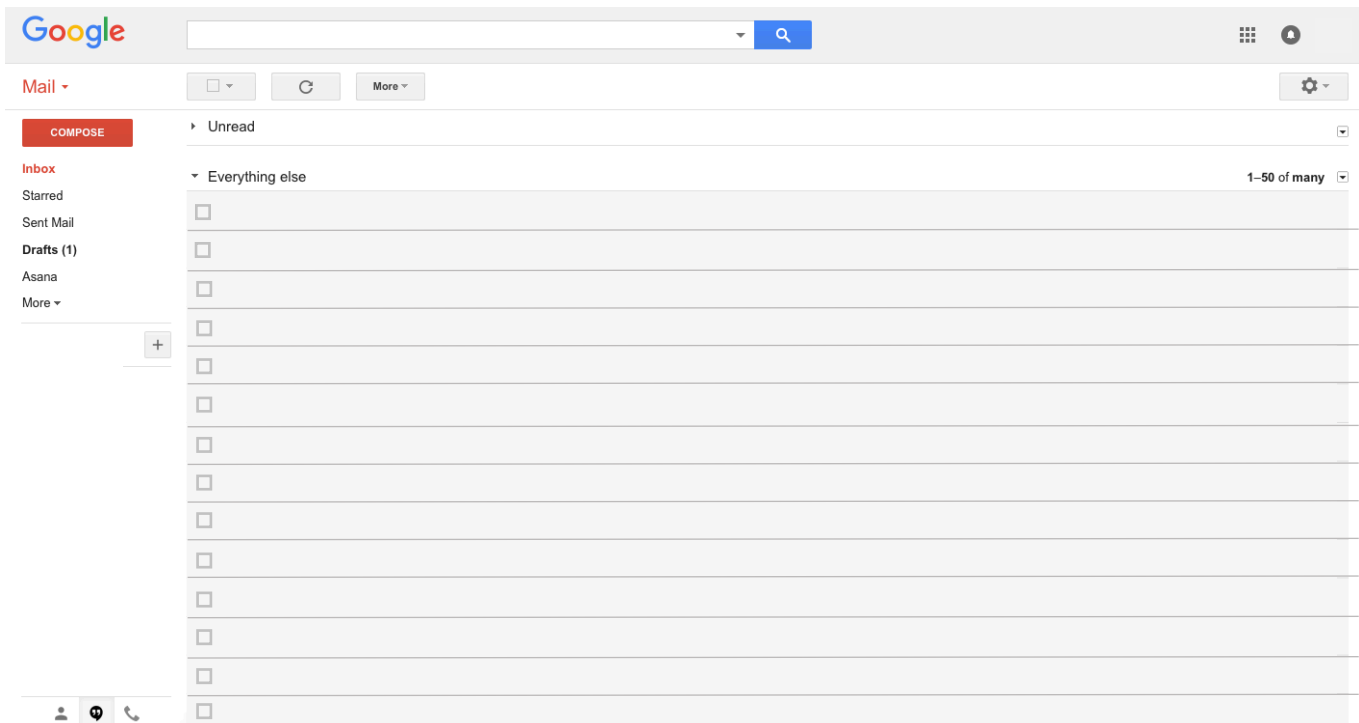 Google
Mail
More
COMPOSE
Unread
Inbox
Everything else
1–50 of many
Starred
Sent Mail
Drafts (1)
Asana
More